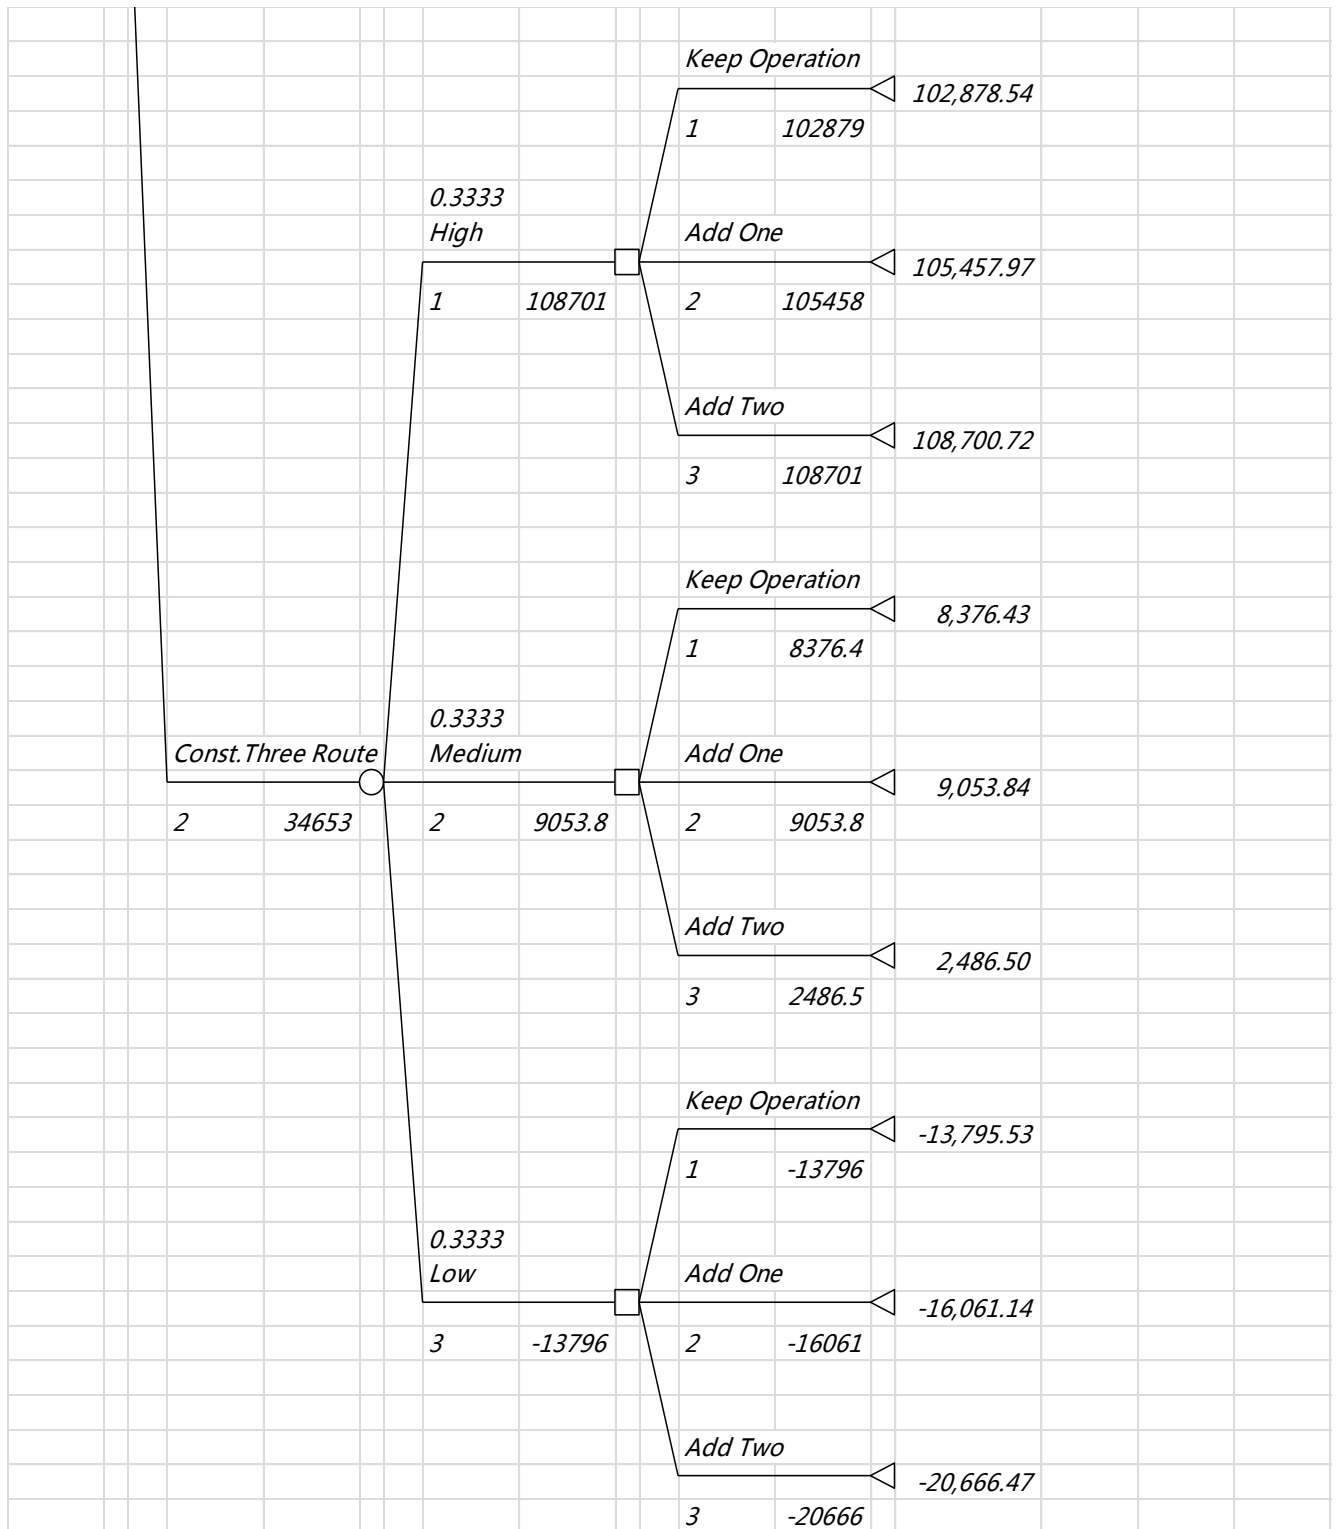 Keep Operation
102,878.54
1 102879
0.3333
High Add One
105,457.97
1 108701 2 105458
Add Two
108,700.72
3 108701
Keep Operation
8,376.43
1 8376.4
0.3333
Const.Three Route Medium Add One
9,053.84
2 34653 2 9053.8 2 9053.8
Add Two
2,486.50
3 2486.5
Keep Operation
-13,795.53
1 -13796
0.3333
Low Add One
-16,061.14
3 -13796 2 -16061
Add Two
-20,666.47
3 -20666